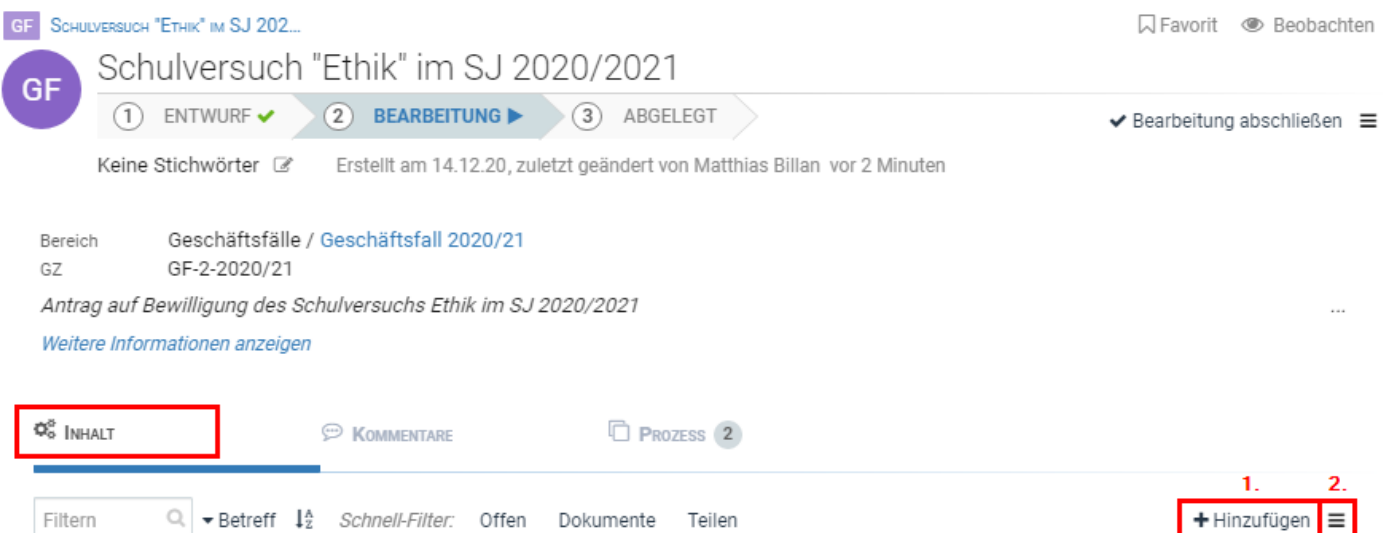 GF Schulversuch "Ethik" im SJ 202... Favorit Beobachten
GF Schulversuch "Ethik" im SJ 2020/2021
1 ENTWURF 2 BEARBEITUNG 3 ABGELEGT Bearbeitung abschließen
Keine Stichwörter Erstellt am 14.12.20, zuletzt geändert von Matthias Billan vor 2 Minuten
Bereich Geschäftsfälle / Geschäftsfall 2020/21
GZ GF-2-2020/21
Antrag auf Bewilligung des Schulversuchs Ethik im SJ 2020/2021 ...
Weitere Informationen anzeigen
Inhalt Kommentare Prozess 2
1. 2.
Filtern Betreff Schnell-Filter: Offen Dokumente Teilen + Hinzufügen